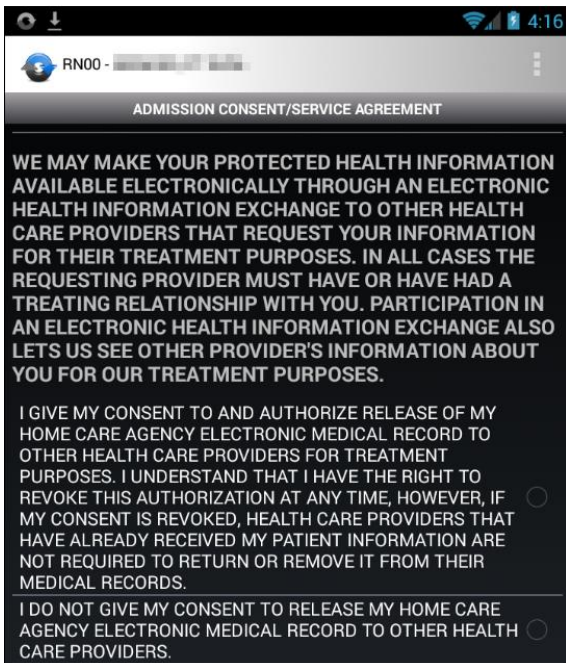 4:16
RN00 -
ADMISSION CONSENT/SERVICE AGREEMENT
WE MAY MAKE YOUR PROTECTED HEALTH INFORMATION
AVAILABLE ELECTRONICALLY THROUGH AN ELECTRONIC
HEALTH INFORMATION EXCHANGE TO OTHER HEALTH
CARE PROVIDERS THAT REQUEST YOUR INFORMATION
FOR THEIR TREATMENT PURPOSES. IN ALL CASES THE
REQUESTING PROVIDER MUST HAVE OR HAVE HAD A
TREATING RELATIONSHIP WITH YOU. PARTICIPATION IN
AN ELECTRONIC HEALTH INFORMATION EXCHANGE ALSO
LETS US SEE OTHER PROVIDER'S INFORMATION ABOUT
YOU FOR OUR TREATMENT PURPOSES.
I GIVE MY CONSENT TO AND AUTHORIZE RELEASE OF MY
HOME CARE AGENCY ELECTRONIC MEDICAL RECORD TO
OTHER HEALTH CARE PROVIDERS FOR TREATMENT
PURPOSES. I UNDERSTAND THAT I HAVE THE RIGHT TO
REVOKE THIS AUTHORIZATION AT ANY TIME, HOWEVER, IF
MY CONSENT IS REVOKED, HEALTH CARE PROVIDERS THAT
HAVE ALREADY RECEIVED MY PATIENT INFORMATION ARE
NOT REQUIRED TO RETURN OR REMOVE IT FROM THEIR
MEDICAL RECORDS.
I DO NOT GIVE MY CONSENT TO RELEASE MY HOME CARE
AGENCY ELECTRONIC MEDICAL RECORD TO OTHER HEALTH
CARE PROVIDERS.